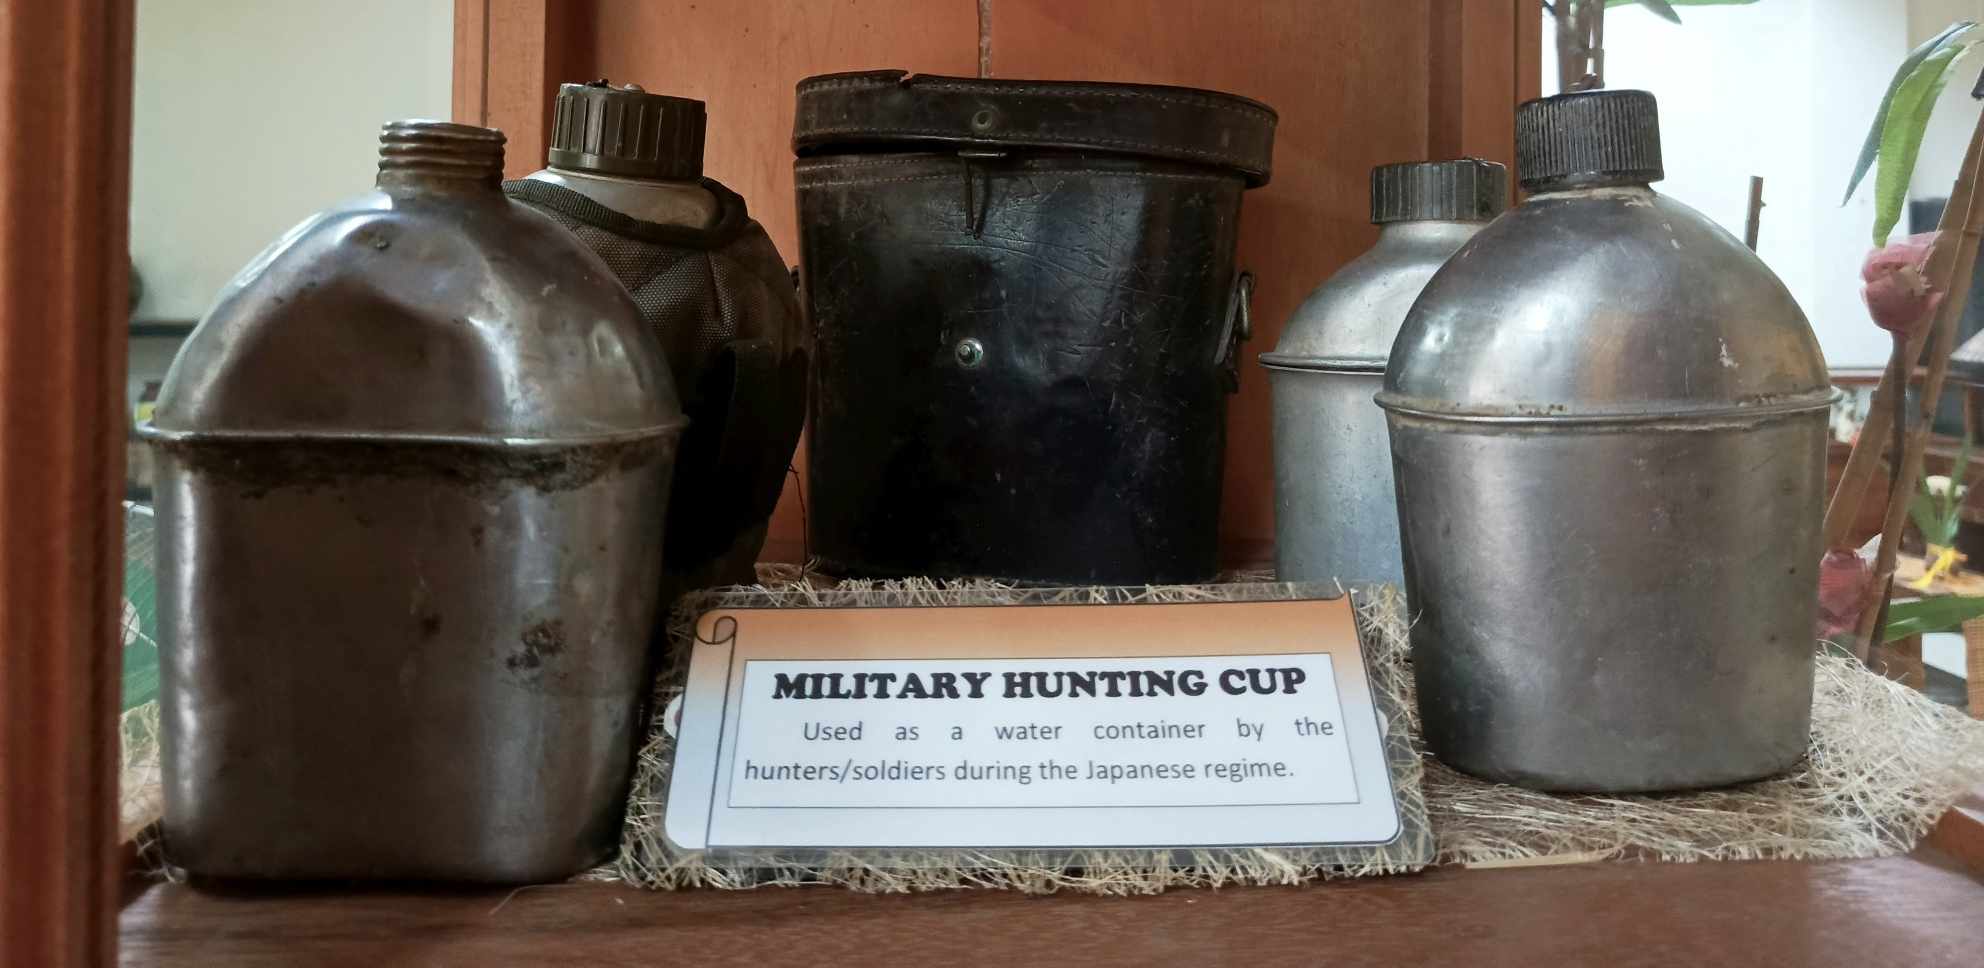 MILITARY HUNTING CUP
Used as a water container by the
hunters/soldiers during the Japanese regime.